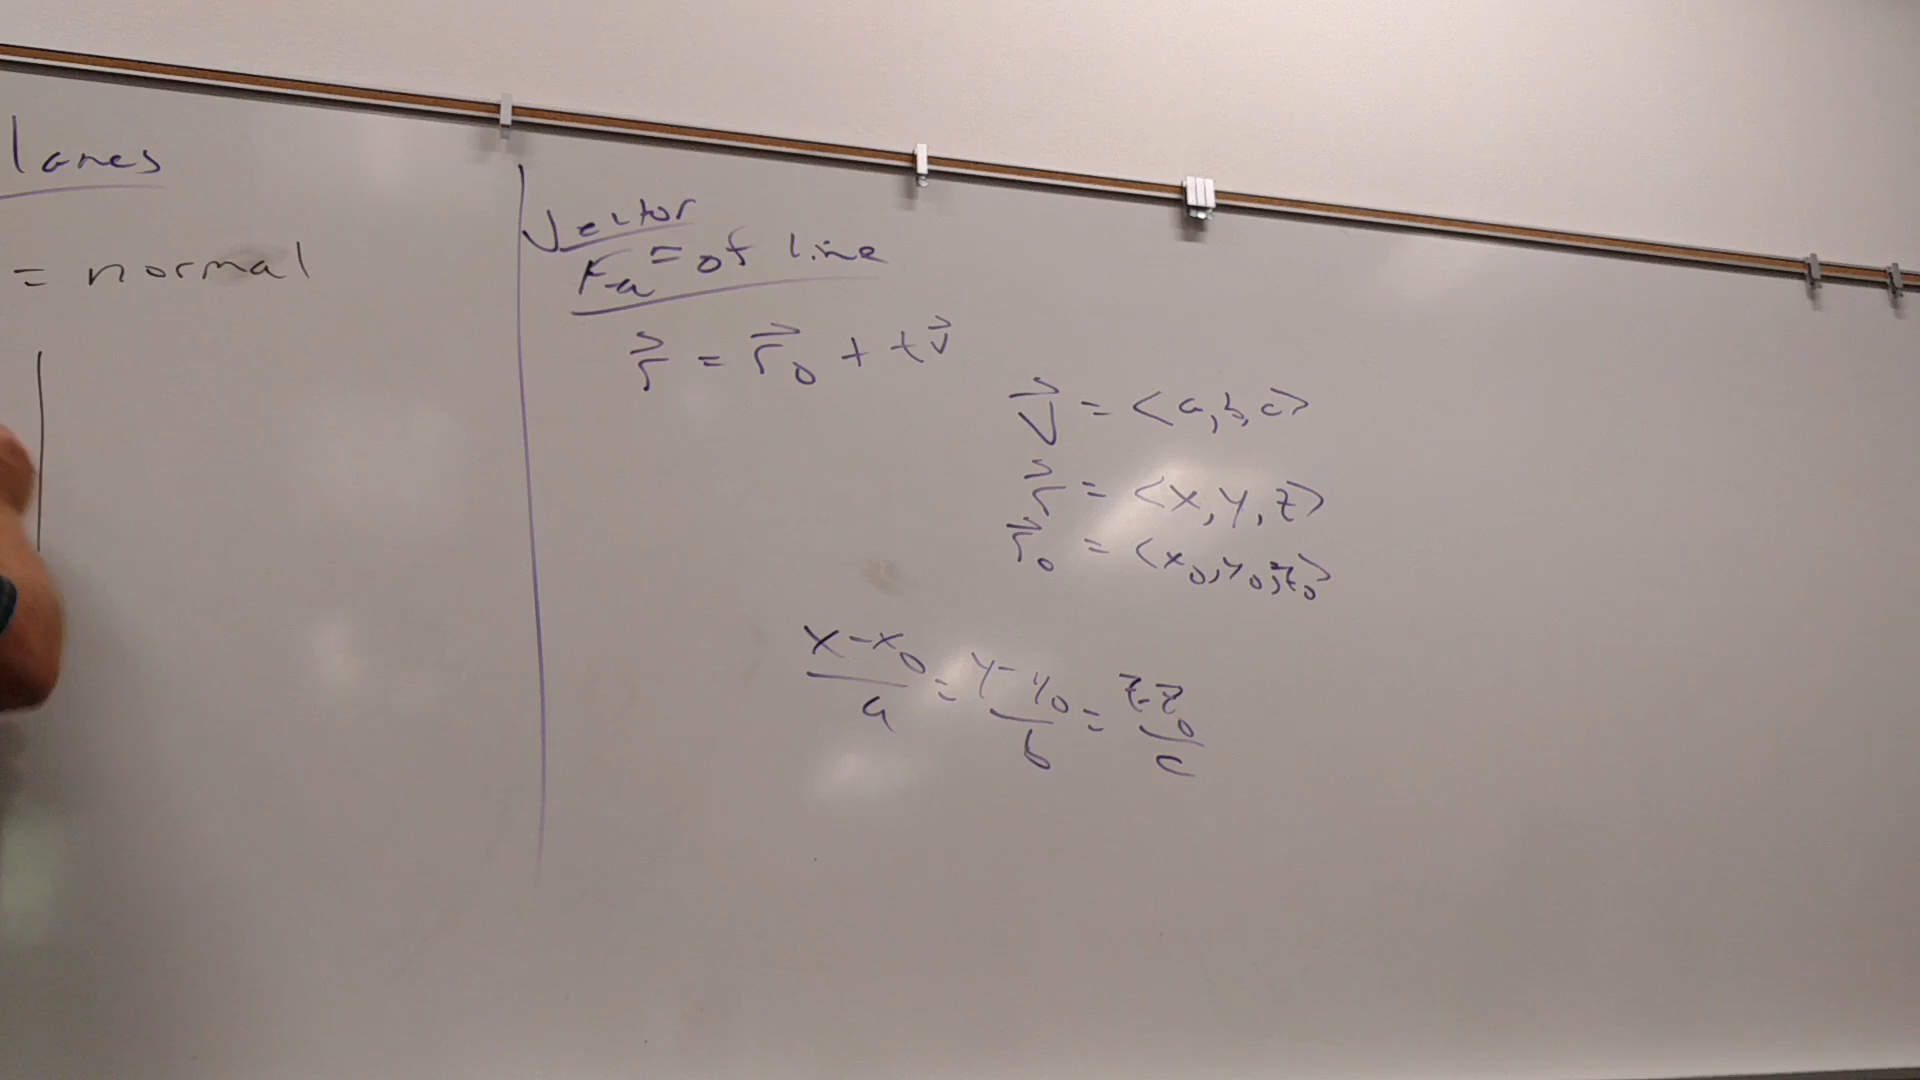 lanes
= normal
Vector
Eq = of line
r⃗ = r⃗₀ + tv⃗
v⃗ = <a, b, c>
r⃗ = <x, y, z>
r⃗₀ = <x₀, y₀, z₀>
(x-x₀)/a = (y-y₀)/b = (z-z₀)/c